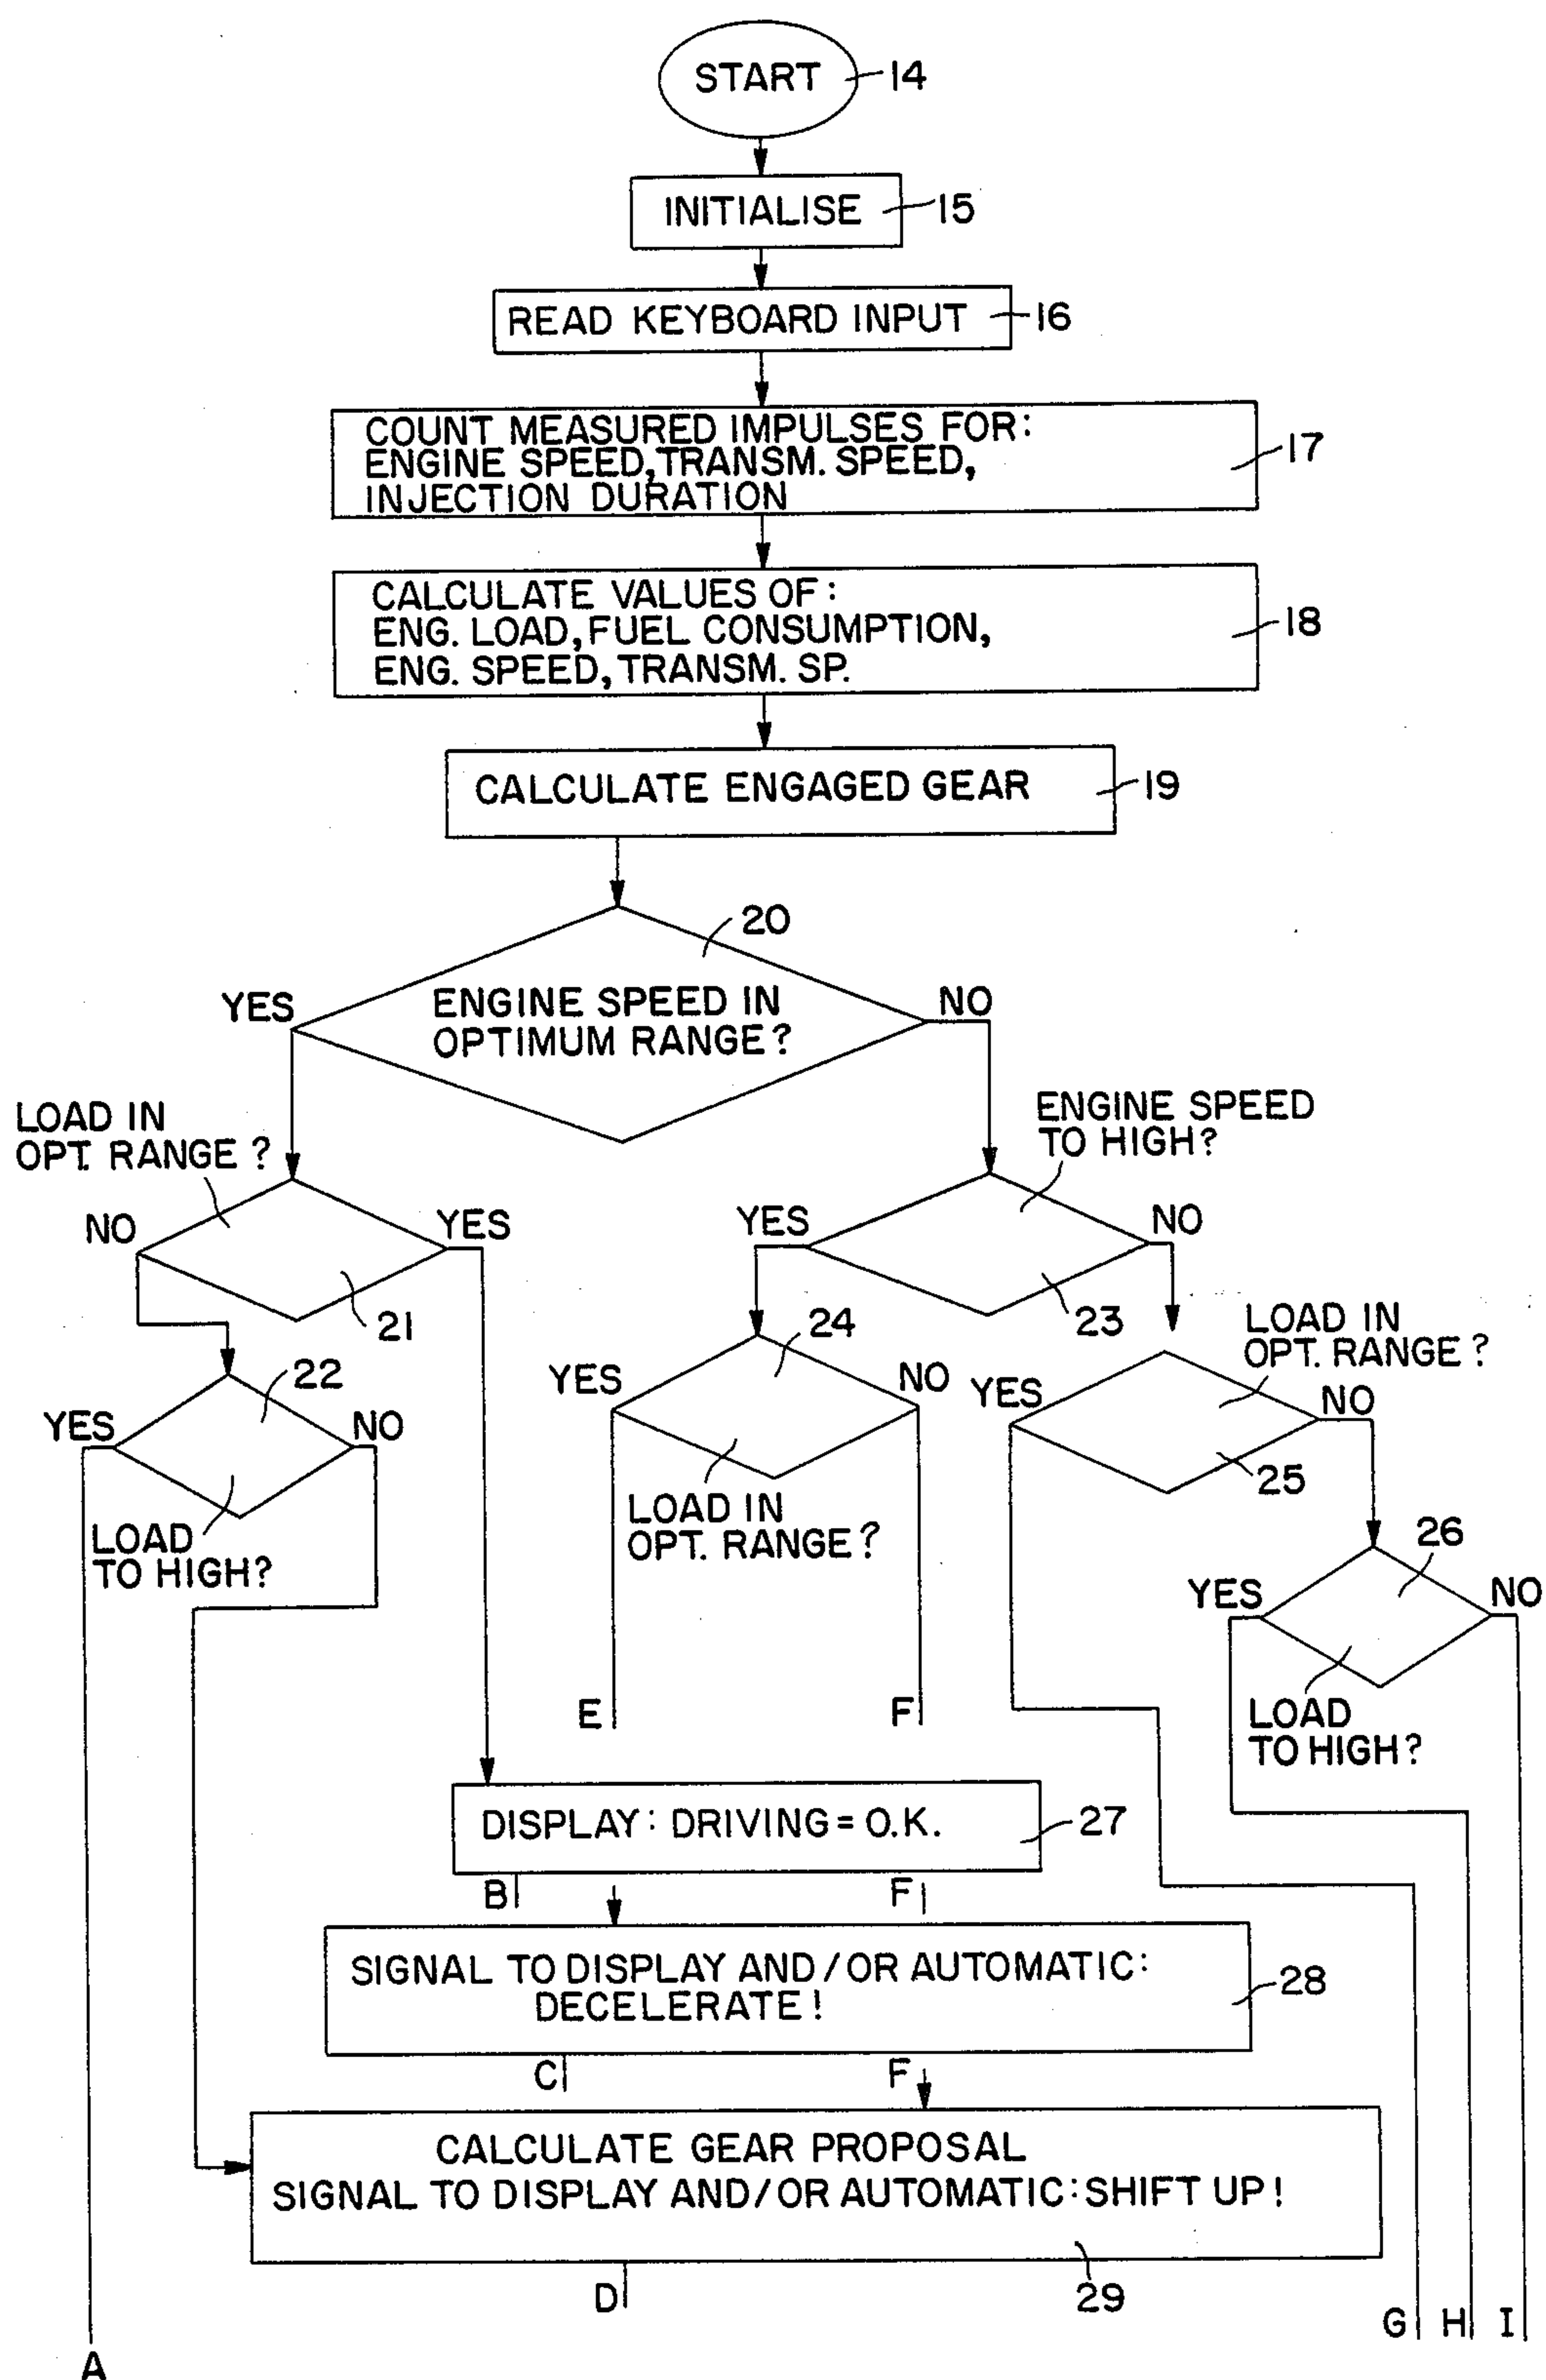 START
14
INITIALISE
15
READ KEYBOARD INPUT
16
COUNT MEASURED IMPULSES FOR:
ENGINE SPEED, TRANSM. SPEED,
INJECTION DURATION
17
CALCULATE VALUES OF:
ENG. LOAD, FUEL CONSUMPTION,
ENG. SPEED, TRANSM. SP.
18
CALCULATE ENGAGED GEAR
19
20
YES
ENGINE SPEED IN
OPTIMUM RANGE?
NO
LOAD IN
OPT. RANGE?
ENGINE SPEED
TO HIGH?
NO
YES
21
YES
NO
23
22
YES
NO
LOAD
TO HIGH?
24
YES
NO
LOAD IN
OPT. RANGE?
LOAD IN
OPT. RANGE?
YES
NO
25
26
YES
NO
LOAD
TO HIGH?
E
F
DISPLAY: DRIVING = O.K.
27
B
F
SIGNAL TO DISPLAY AND/OR AUTOMATIC:
DECELERATE!
28
C
F
CALCULATE GEAR PROPOSAL
SIGNAL TO DISPLAY AND/OR AUTOMATIC: SHIFT UP!
29
D
G
H
I
A